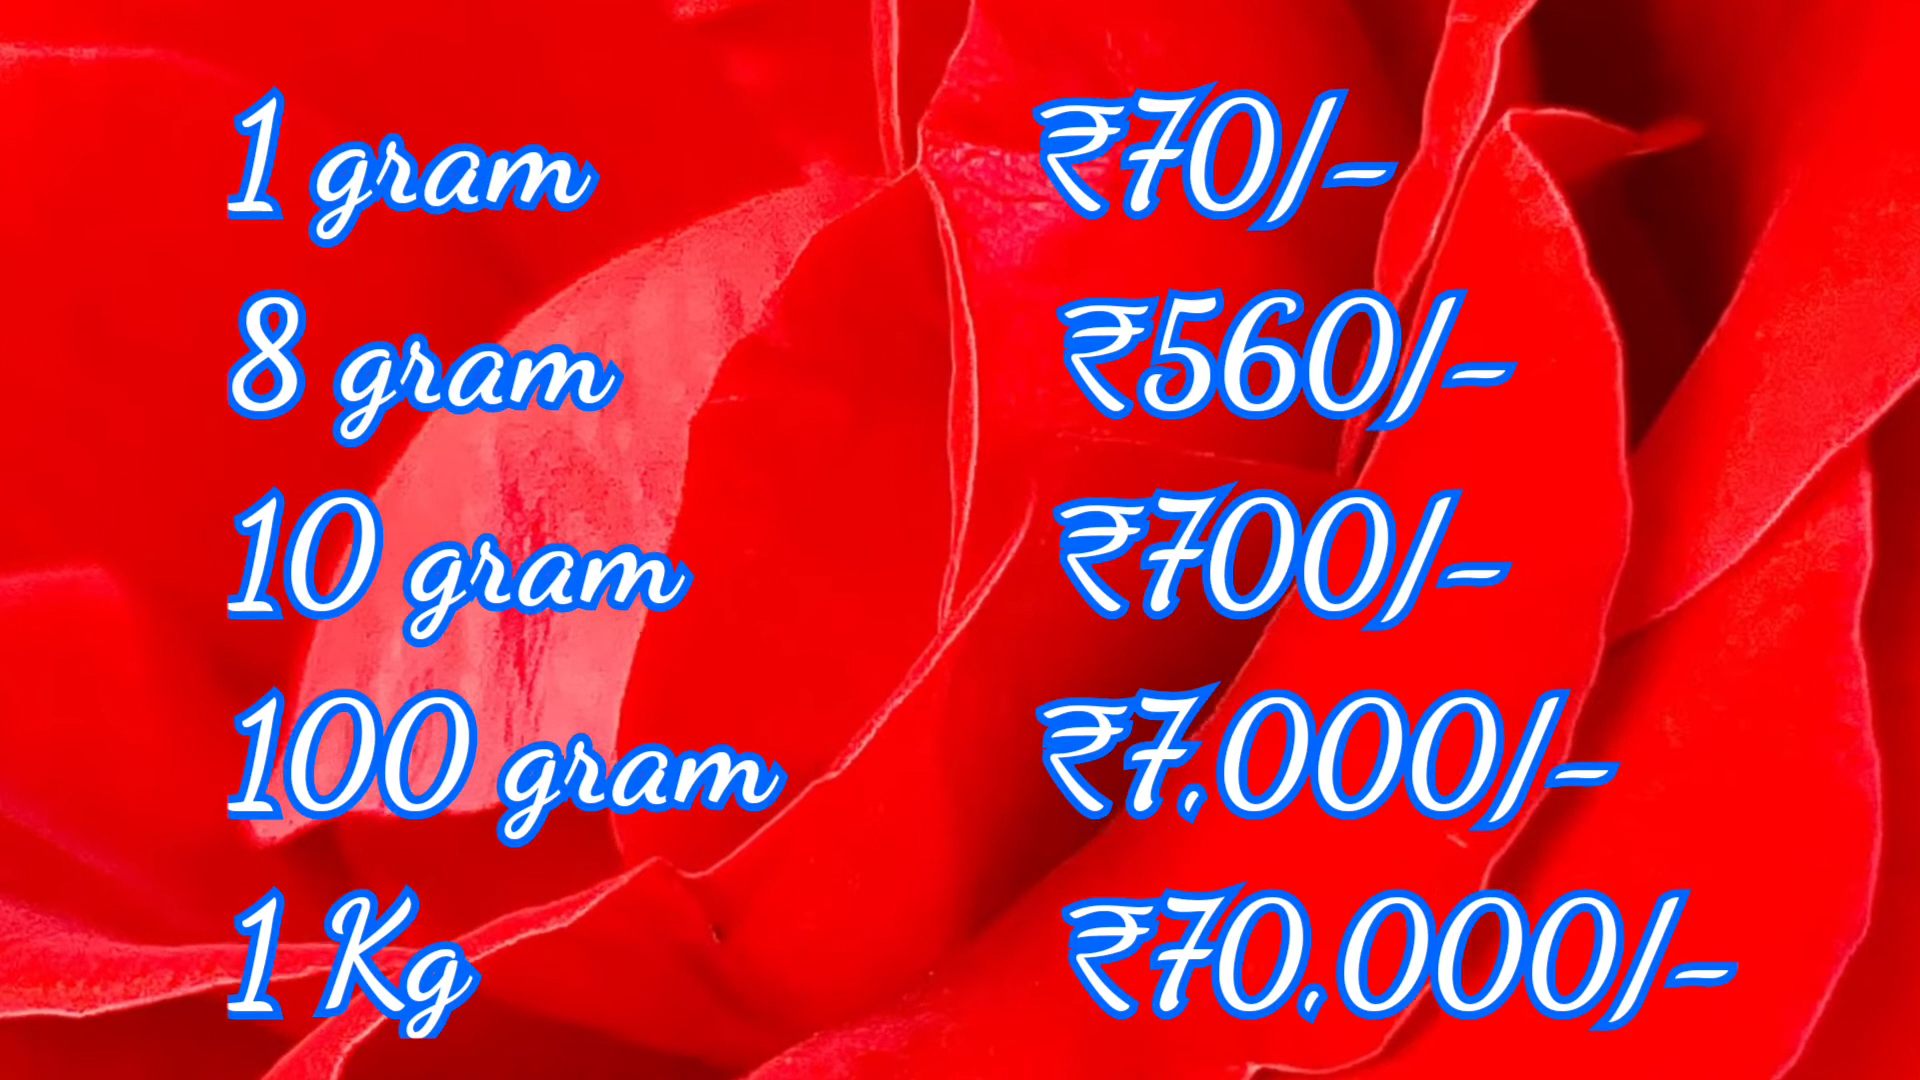 1 gram ₹70/-
8 gram ₹560/-
10 gram ₹700/-
100 gram ₹7,000/-
1 Kg ₹70,000/-